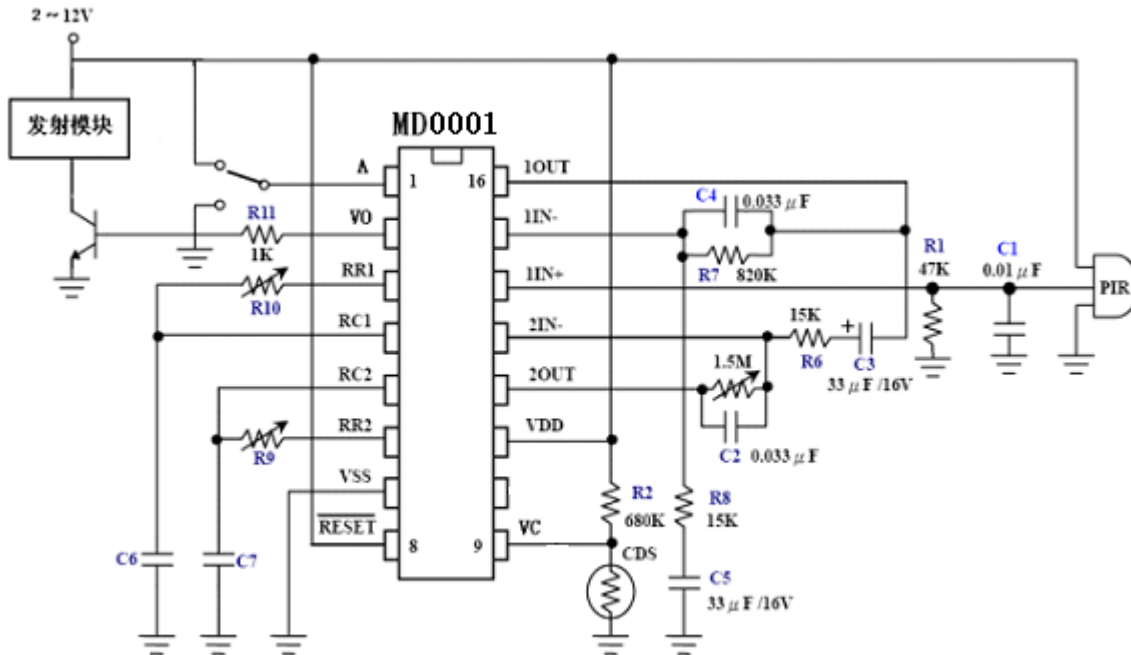 2～12V
发射模块
MD0001
A
1
16
1OUT
VO
1IN-
RR1
1IN+
RC1
2IN-
RC2
2OUT
RR2
VDD
VSS
RESET
8
9
VC
R11
1K
R10
R9
C6
C7
C4
0.033μF
R7
820K
R1
47K
C1
0.01μF
PIR
15K
R6
+
C3
33μF/16V
1.5M
C2
0.033μF
R2
680K
R8
15K
CDS
C5
33μF/16V